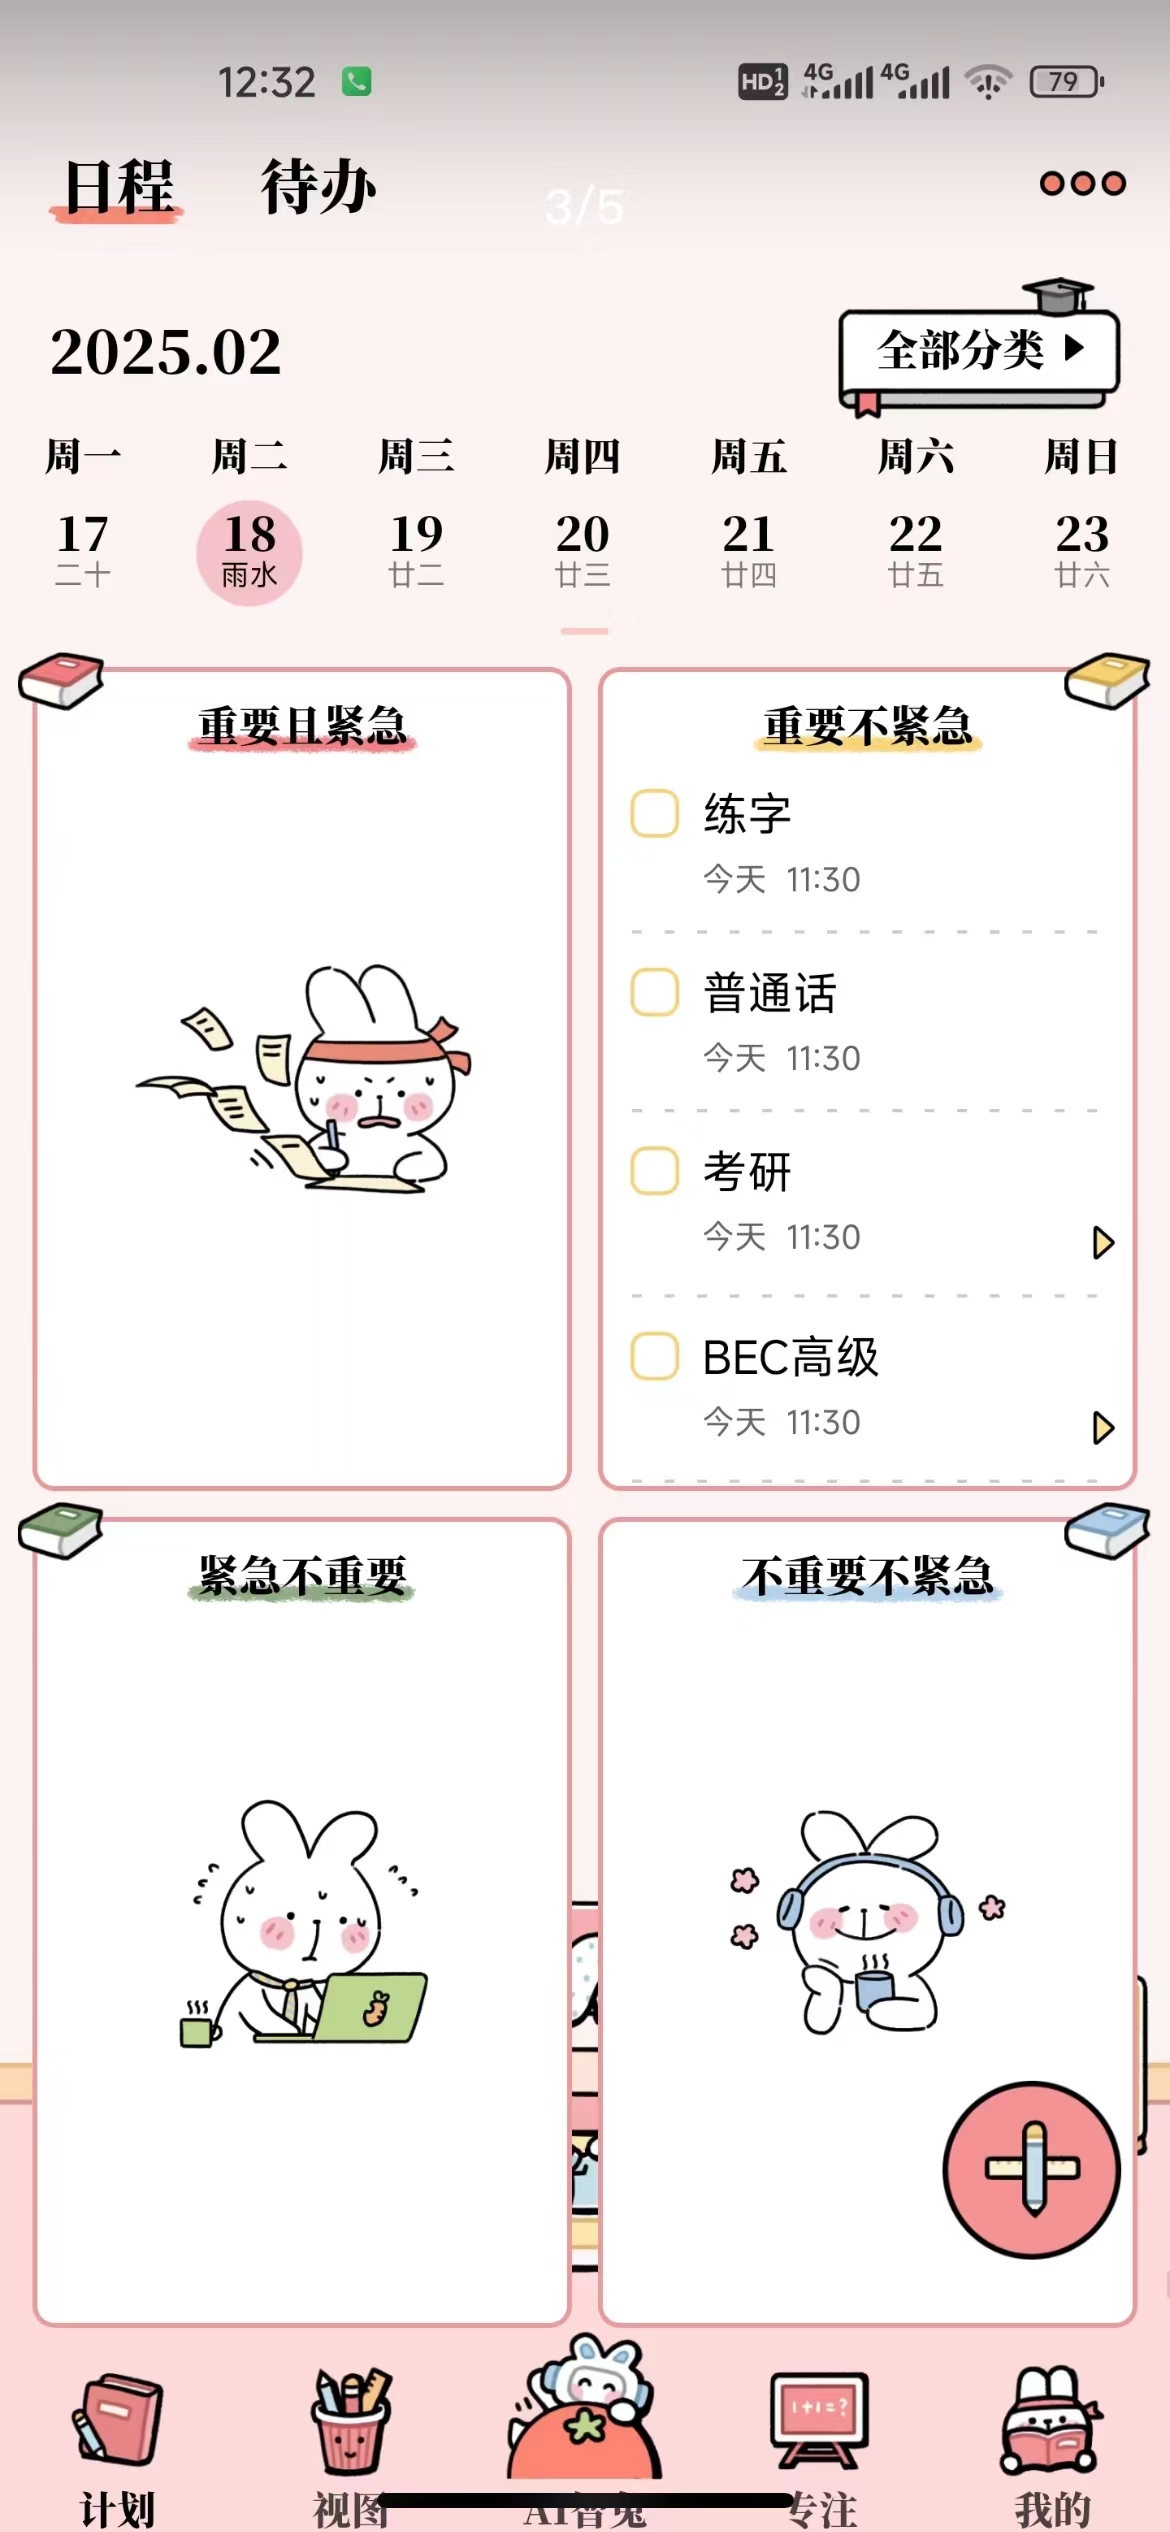 12:32 HD 1 2 4G 4G 79
日程 待办
3/5
2025.02
全部分类
周一 周二 周三 周四 周五 周六 周日
17 18 19 20 21 22 23
二十 雨水 廿二 廿三 廿四 廿五 廿六
重要且紧急
重要不紧急
练字
今天 11:30
普通话
今天 11:30
考研
今天 11:30
BEC高级
今天 11:30
紧急不重要
不重要不紧急
1+1=?
计划 视图 AI智兔 专注 我的